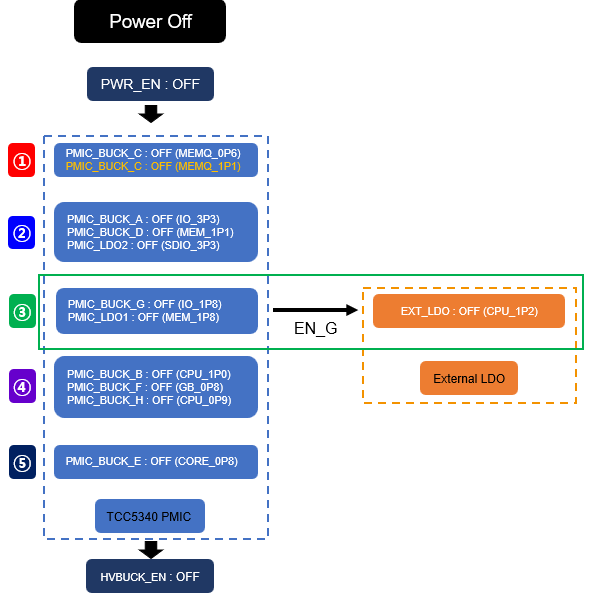 Power Off
PWR_EN : OFF
①
PMIC_BUCK_C : OFF (MEMQ_0P6)
PMIC_BUCK_C : OFF (MEMQ_1P1)
②
PMIC_BUCK_A : OFF (IO_3P3)
PMIC_BUCK_D : OFF (MEM_1P1)
PMIC_LDO2 : OFF (SDIO_3P3)
③
PMIC_BUCK_G : OFF (IO_1P8)
PMIC_LDO1 : OFF (MEM_1P8)
EN_G
EXT_LDO : OFF (CPU_1P2)
External LDO
④
PMIC_BUCK_B : OFF (CPU_1P0)
PMIC_BUCK_F : OFF (GB_0P8)
PMIC_BUCK_H : OFF (CPU_0P9)
⑤
PMIC_BUCK_E : OFF (CORE_0P8)
TCC5340 PMIC
HVBUCK_EN : OFF